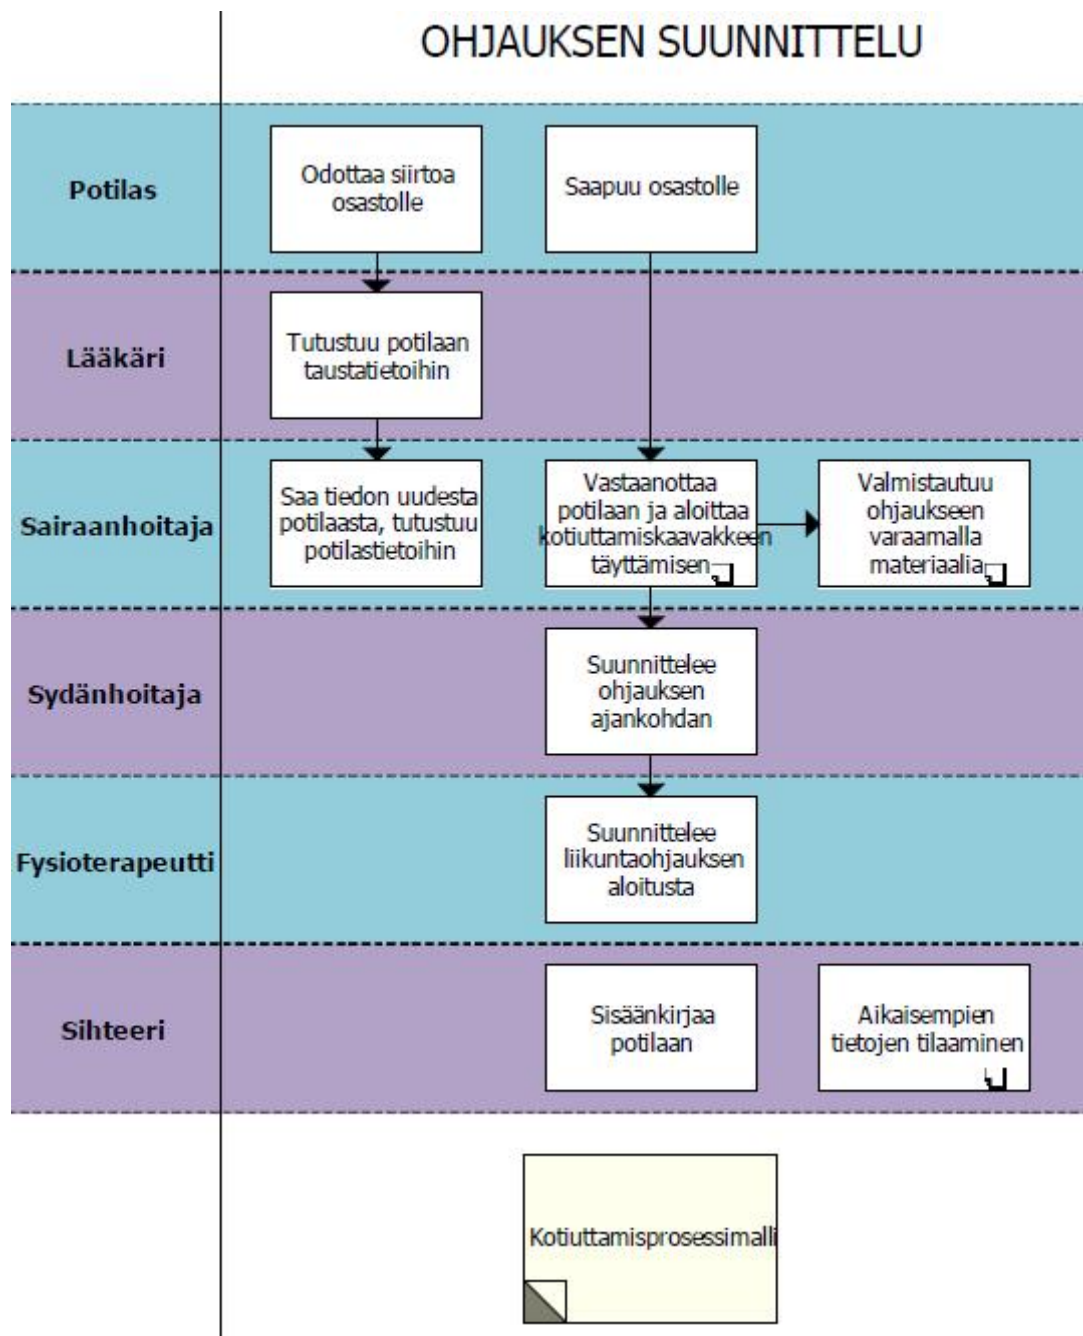 OHJAUKSEN SUUNNITTELU
Potilas
Odottaa siirtoa
osastolle
Saapuu osastolle
Lääkäri
Tutustuu potilaan
taustatietoihin
Sairaanhoitaja
Saa tiedon uudesta
potilaasta, tutustuu
potilastietoihin
Vastaanottaa
potilaan ja aloittaa
kotiuttamiskaavakkeen
täyttämisen
Valmistautuu
ohjaukseen
varaamalla
materiaalia
Sydänhoitaja
Suunnittelee
ohjauksen
ajankohdan
Fysioterapeutti
Suunnittelee
liikuntaohjauksen
aloitusta
Sihteeri
Sisäänkirjaa
potilaan
Aikaisempien
tietojen tilaaminen
Kotiuttamisprosessimalli